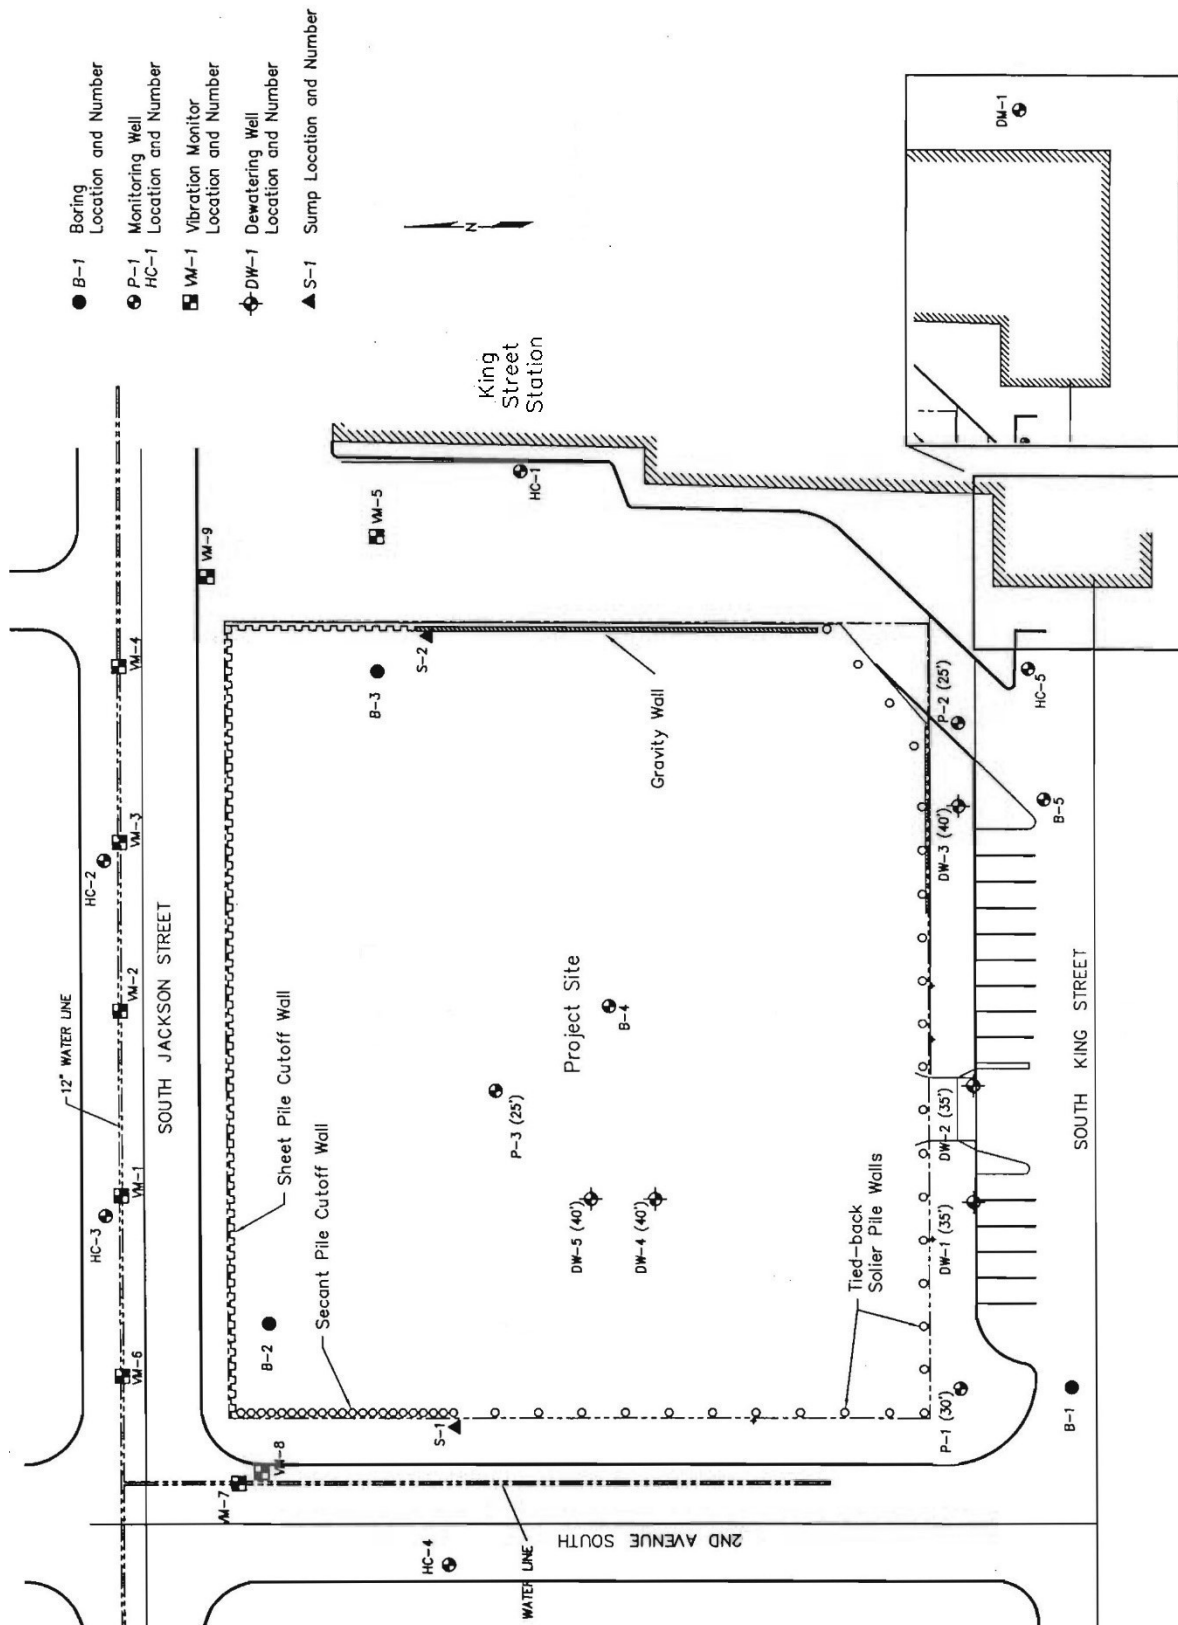 B-1 Boring
Location and Number
P-1 Monitoring Well
HC-1 Location and Number
VM-1 Vibration Monitor
Location and Number
DW-1 Dewatering Well
Location and Number
S-1 Sump Location and Number
N
King
Street
Station
DM-1
HC-1
VM-5
VM-9
VM-4
VM-3
HC-2
VM-2
12" WATER LINE
SOUTH JACKSON STREET
VM-1
HC-3
VM-6
Sheet Pile Cutoff Wall
Secant Pile Cutoff Wall
B-2
B-3
S-2
Gravity Wall
P-2 (25')
HC-5
B-5
DW-3 (40')
Project Site
B-4
P-3 (25')
DW-5 (40')
DW-4 (40')
DW-2 (35')
DW-1 (35')
Tied-back
Solier Pile Walls
SOUTH KING STREET
P-1 (30')
B-1
S-1
VM-8
VM-7
HC-4
WATER LINE
2ND AVENUE SOUTH